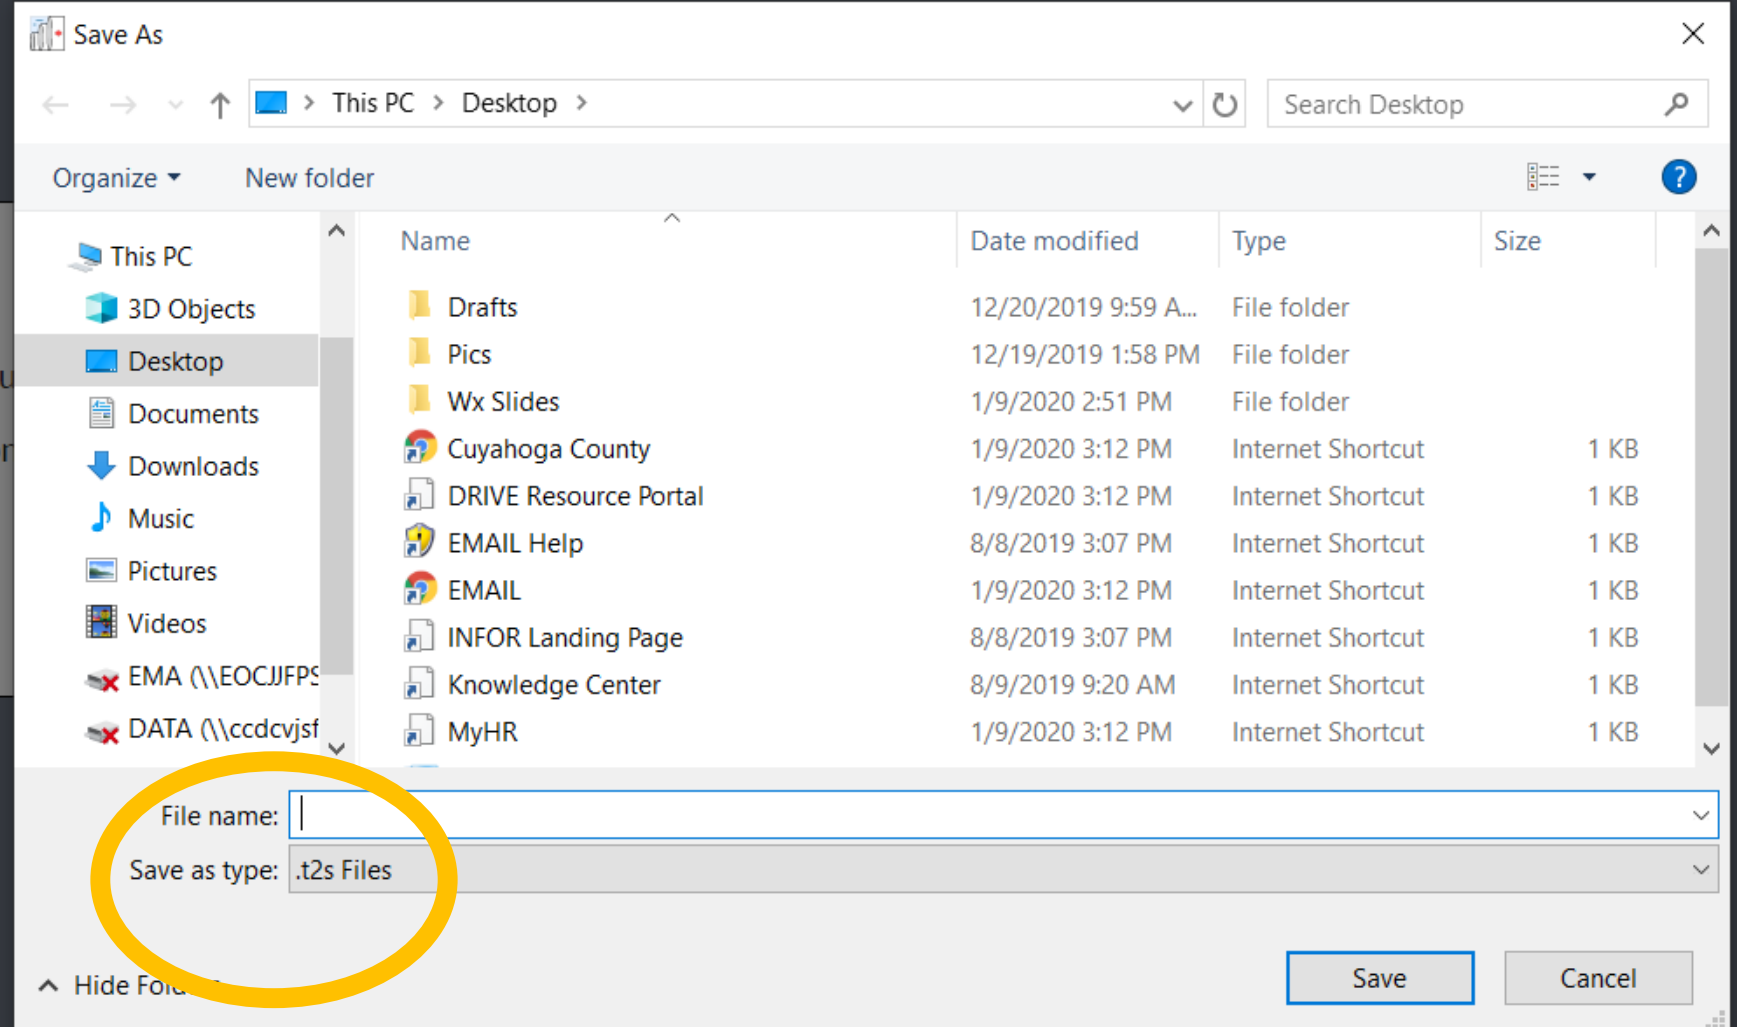 Save As
This PC > Desktop >
Search Desktop
Organize
New folder
?
Name Date modified Type Size
This PC
3D Objects
Desktop
Documents
Downloads
Music
Pictures
Videos
EMA (\\EOCJJFPS
DATA (\\ccdcvjsf
Drafts 12/20/2019 9:59 A... File folder
Pics 12/19/2019 1:58 PM File folder
Wx Slides 1/9/2020 2:51 PM File folder
Cuyahoga County 1/9/2020 3:12 PM Internet Shortcut 1 KB
DRIVE Resource Portal 1/9/2020 3:12 PM Internet Shortcut 1 KB
EMAIL Help 8/8/2019 3:07 PM Internet Shortcut 1 KB
EMAIL 1/9/2020 3:12 PM Internet Shortcut 1 KB
INFOR Landing Page 8/8/2019 3:07 PM Internet Shortcut 1 KB
Knowledge Center 8/9/2019 9:20 AM Internet Shortcut 1 KB
MyHR 1/9/2020 3:12 PM Internet Shortcut 1 KB
File name:
Save as type: .t2s Files
Hide
Save
Cancel